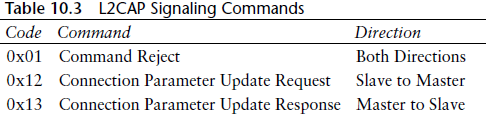 Table 10.3 L2CAP Signaling Commands
Code Command Direction
0x01 Command Reject Both Directions
0x12 Connection Parameter Update Request Slave to Master
0x13 Connection Parameter Update Response Master to Slave